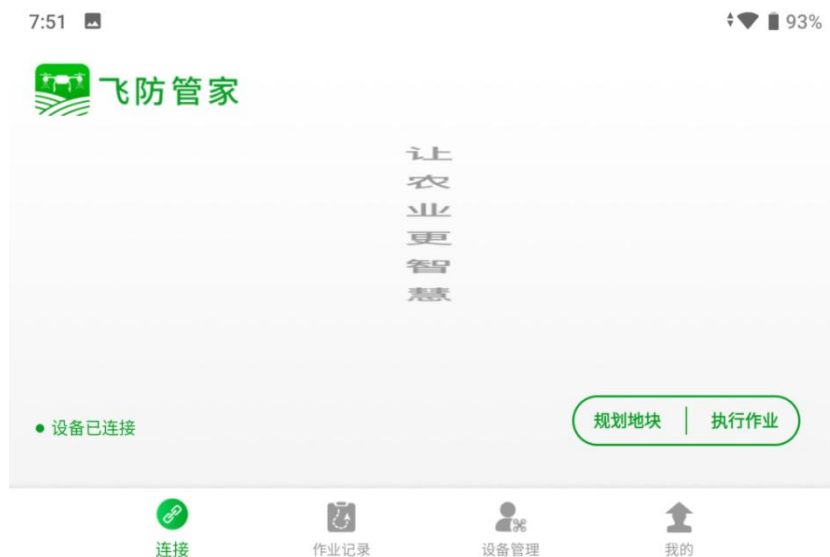 7:51
93%
飞防管家
让
农
业
更
智
慧
设备已连接
规划地块 执行作业
连接 作业记录 设备管理 我的